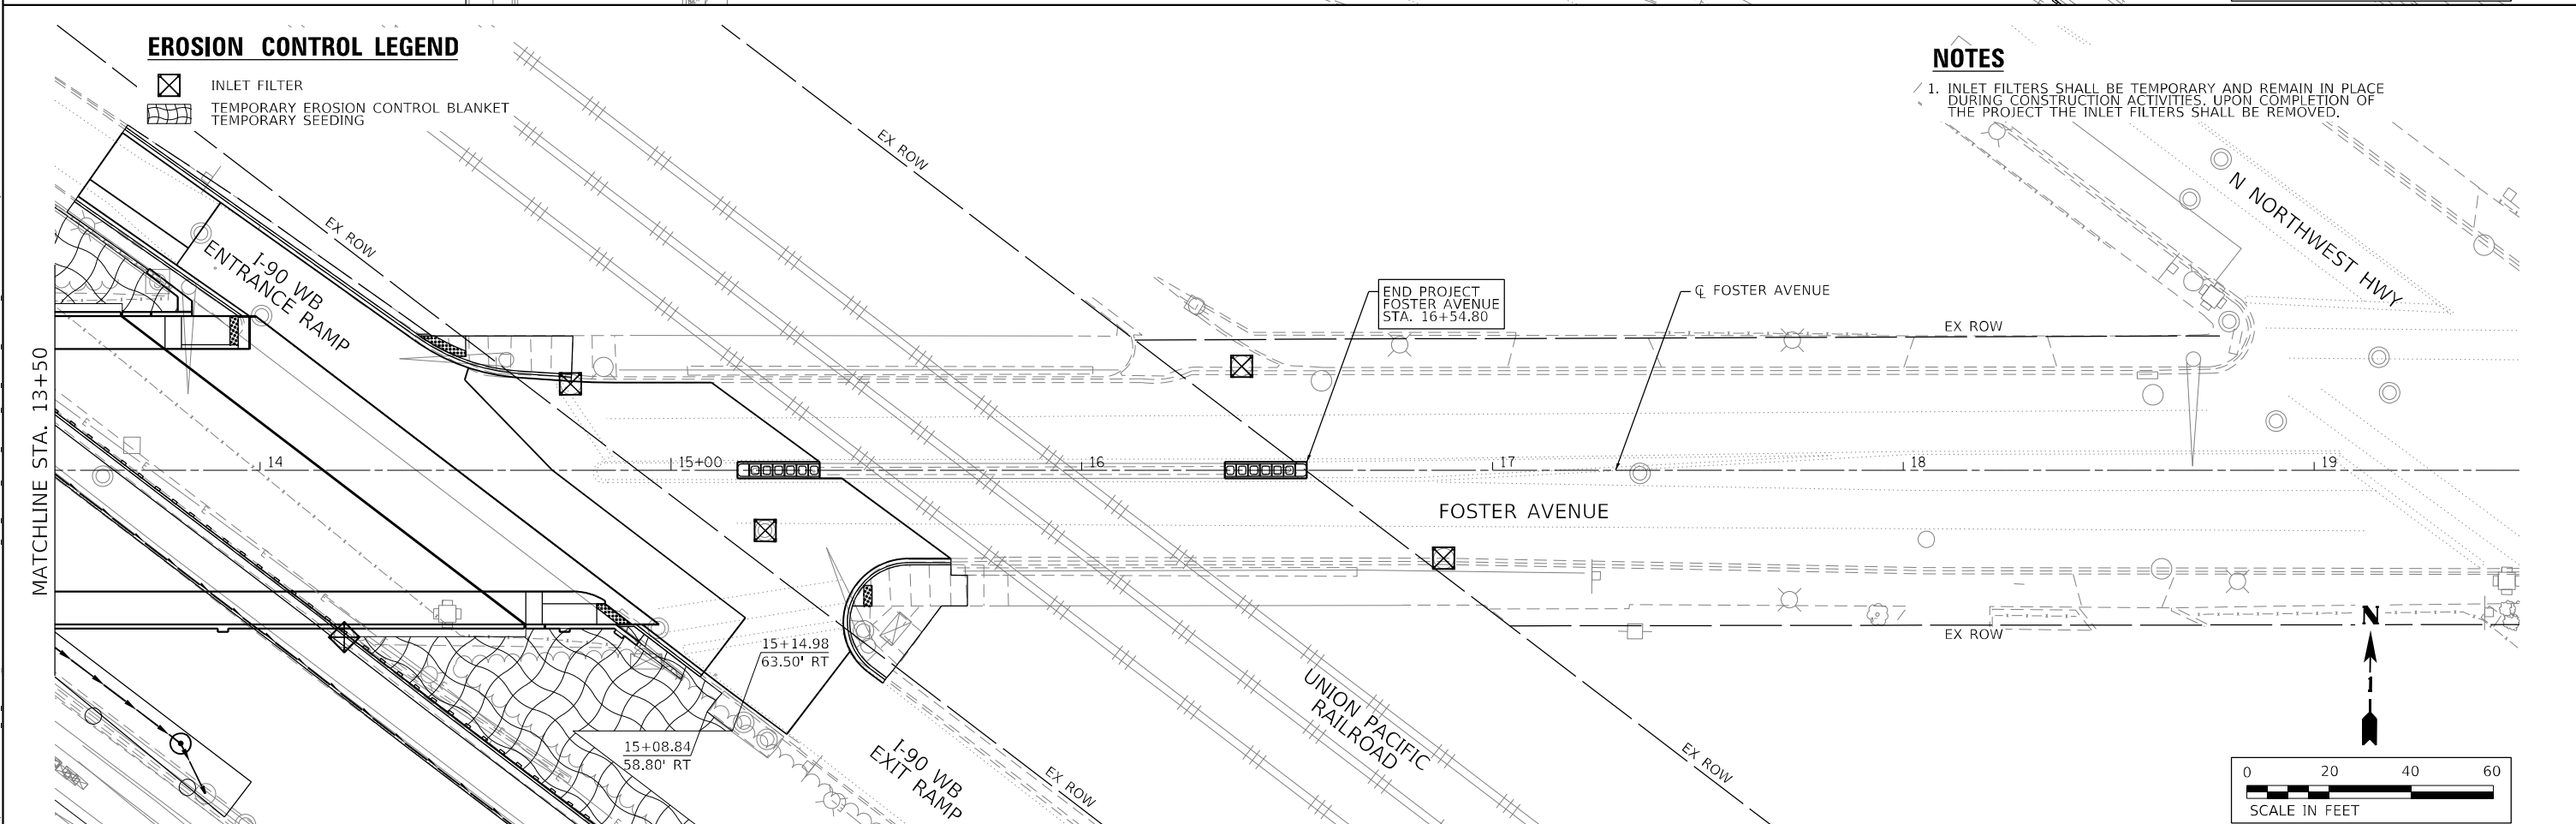 EROSION CONTROL LEGEND
INLET FILTER
TEMPORARY EROSION CONTROL BLANKET
TEMPORARY SEEDING
NOTES
1. INLET FILTERS SHALL BE TEMPORARY AND REMAIN IN PLACE
DURING CONSTRUCTION ACTIVITIES. UPON COMPLETION OF
THE PROJECT THE INLET FILTERS SHALL BE REMOVED.
EX ROW
N NORTHWEST HWY
EX ROW
I-90 WB
ENTRANCE RAMP
END PROJECT
FOSTER AVENUE
STA. 16+54.80
℄ FOSTER AVENUE
EX ROW
MATCHLINE STA. 13+50
14
15+00
16
17
18
19
FOSTER AVENUE
E
E
E
E
E
15+14.98
63.50' RT
15+08.84
58.80' RT
I-90 WB
EXIT RAMP
EX ROW
UNION PACIFIC
RAILROAD
EX ROW
EX ROW
N
1
0 20 40 60
SCALE IN FEET